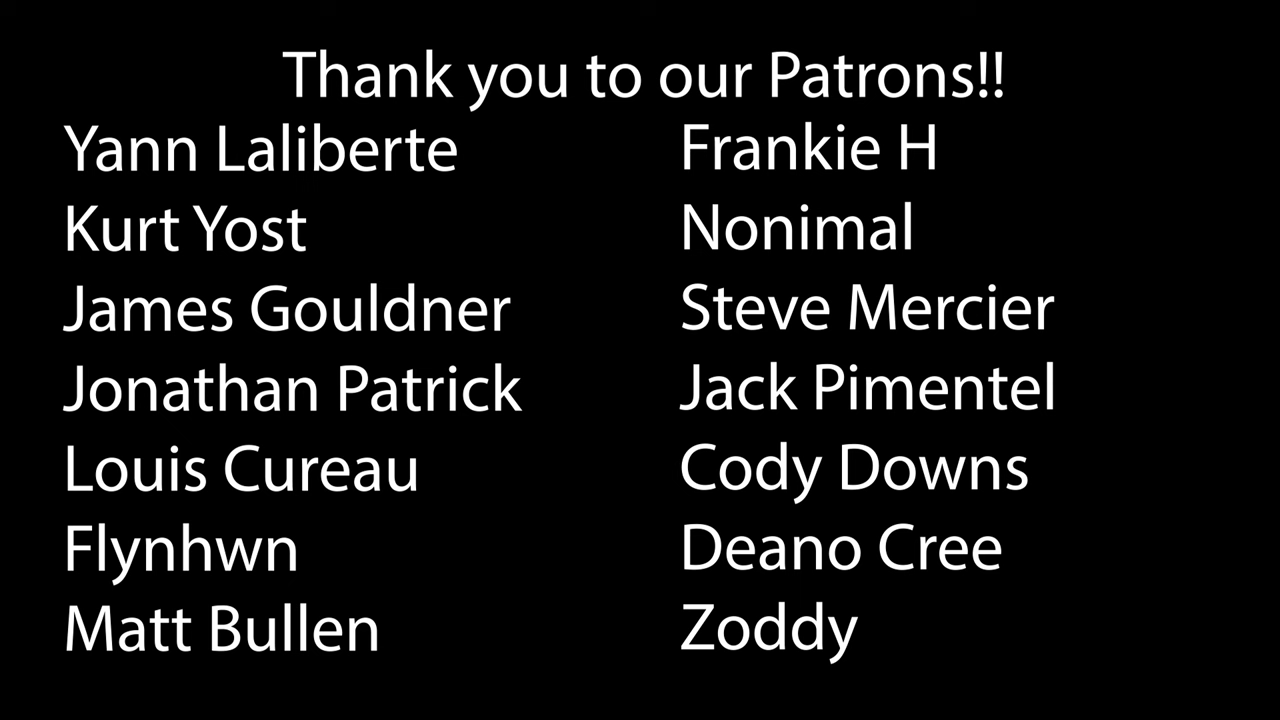 Thank you to our Patrons!!
Yann Laliberte
Kurt Yost
James Gouldner
Jonathan Patrick
Louis Cureau
Flynhwn
Matt Bullen
Frankie H
Nonimal
Steve Mercier
Jack Pimentel
Cody Downs
Deano Cree
Zoddy